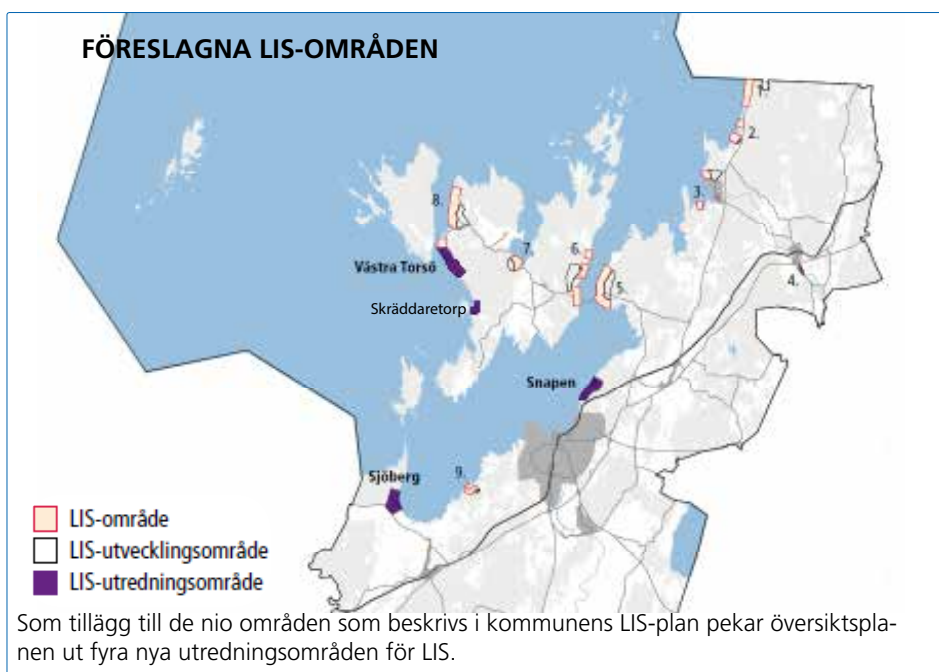 FÖRESLAGNA LIS-OMRÅDEN
1.
2.
3.
8.
7.
6.
Västra Torsö
4.
5.
Skräddaretorp
Snapen
Sjöberg
9.
LIS-område
LIS-utvecklingsområde
LIS-utredningsområde
Som tillägg till de nio områden som beskrivs i kommunens LIS-plan pekar översiktspla-
nen ut fyra nya utredningsområden för LIS.